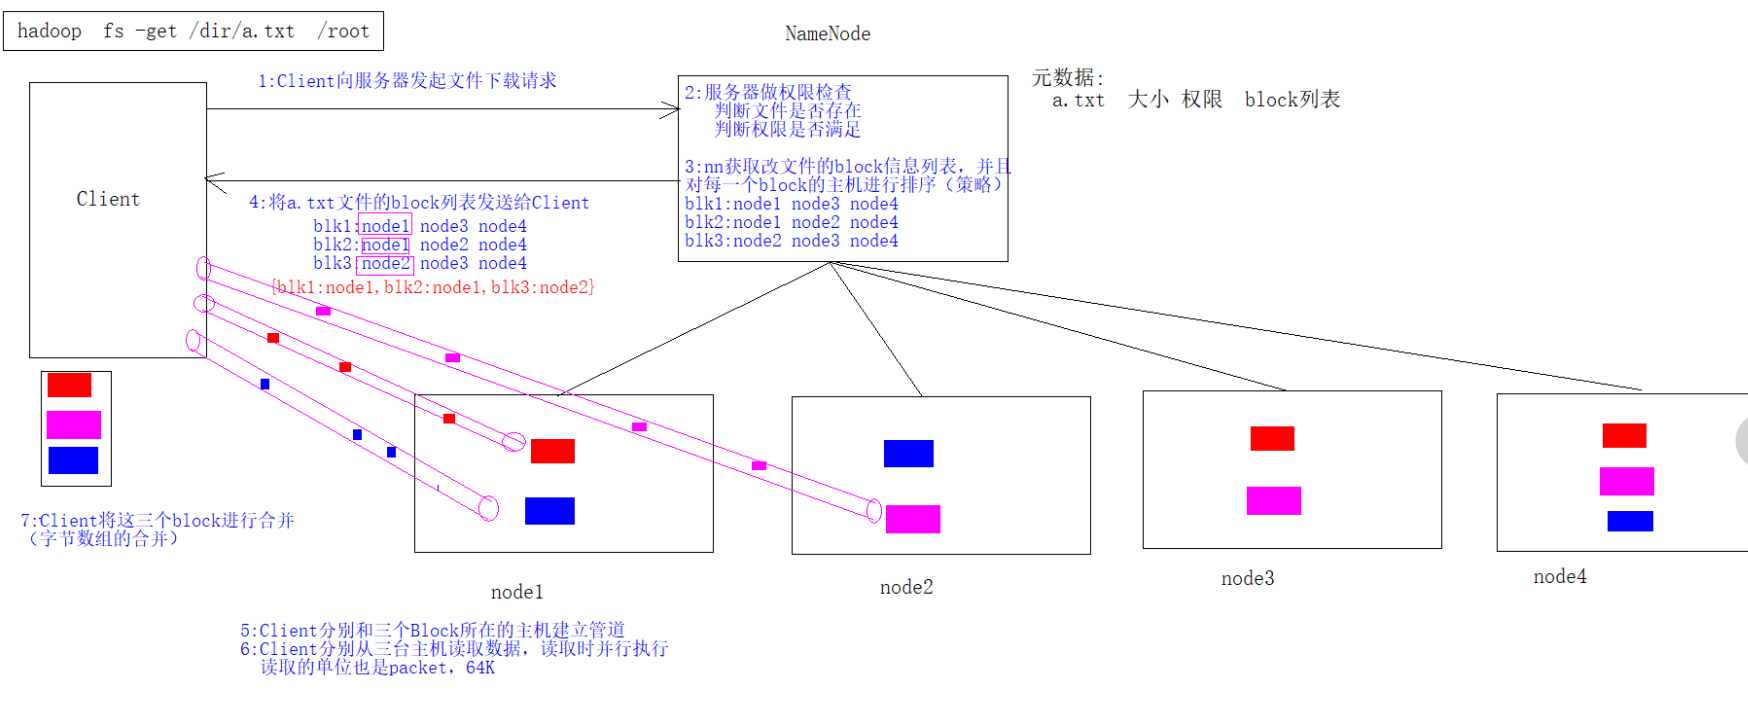 hadoop  fs -get /dir/a.txt  /root
NameNode
1:Client向服务器发起文件下载请求
元数据:
a.txt  大小 权限  block列表
2:服务器做权限检查
判断文件是否存在
判断权限是否满足
3:nn获取改文件的block信息列表，并且
对每一个block的主机进行排序（策略）
blk1:node1 node3 node4
blk2:node1 node2 node4
blk3:node2 node3 node4
Client
4:将a.txt文件的block列表发送给Client
blk1:node1 node3 node4
blk2:node1 node2 node4
blk3:node2 node3 node4
{blk1:node1,blk2:node1,blk3:node2}
7:Client将这三个block进行合并
（字节数组的合并）
node1
node2
node3
node4
5:Client分别和三个Block所在的主机建立管道
6:Client分别从三台主机读取数据，读取时并行执行
读取的单位也是packet，64K